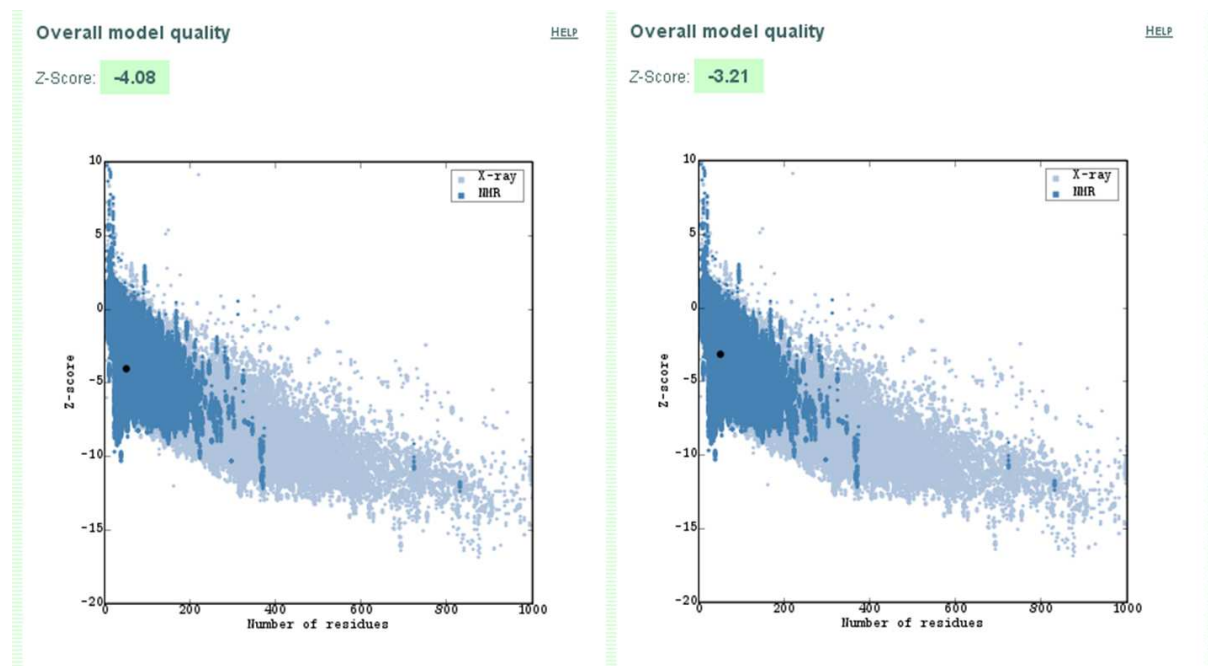 Overall model quality
HELP
Z-Score: -4.08
10
5
0
-5
-10
-15
-20
Z-score
X-ray
NMR
0 200 400 600 800 1000
Number of residues
Overall model quality
HELP
Z-Score: -3.21
10
5
0
-5
-10
-15
-20
Z-score
X-ray
NMR
0 200 400 600 800 1000
Number of residues